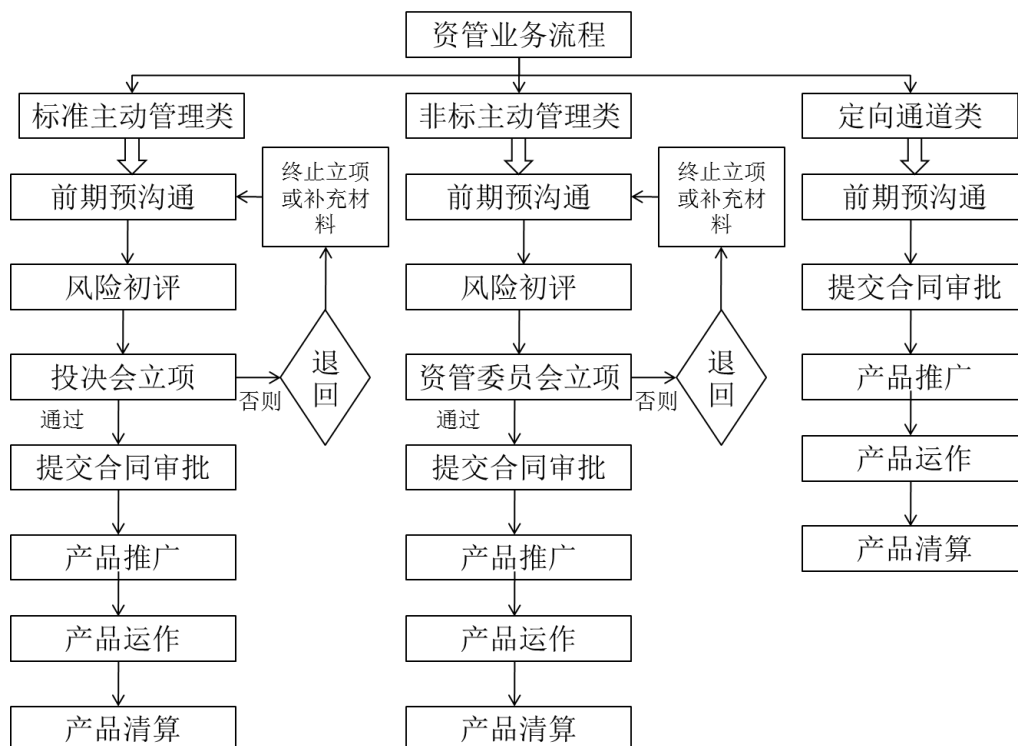 资管业务流程
标准主动管理类
非标主动管理类
定向通道类
前期预沟通
终止立项
或补充材
料
前期预沟通
终止立项
或补充材
料
前期预沟通
风险初评
风险初评
提交合同审批
投决会立项
退
回
否则
通过
资管委员会立项
退
回
否则
通过
产品推广
提交合同审批
提交合同审批
产品运作
产品推广
产品推广
产品清算
产品运作
产品运作
产品清算
产品清算